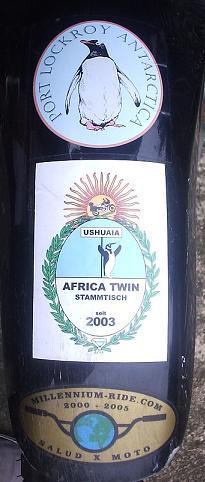 PORT LOCKROY ANTARCTICA
USHUAIA
AFRICA TWIN
STAMMTISCH
seit
2003
MILLENNIUM-RIDE.COM
2000 - 2005
SALUD X MOTO